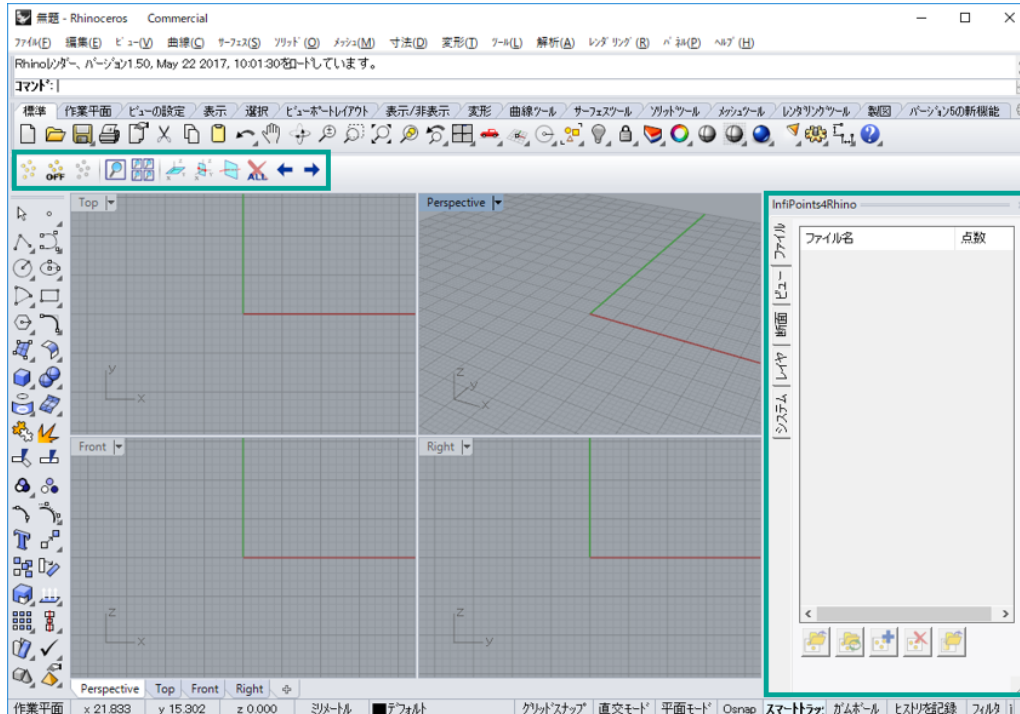 無題 - Rhinoceros Commercial
ファイル(F) 編集(E) ビュー(V) 曲線(C) サーフェス(S) ソリッド(O) メッシュ(M) 寸法(D) 変形(T) ツール(L) 解析(A) レンダリング(R) パネル(P) ヘルプ(H)
Rhinoレンダー、バージョン1.50, May 22 2017, 10:01:30をロードしています。
コマンド:
標準 作業平面 ビューの設定 表示 選択 ビューポートレイアウト 表示/非表示 変形 曲線ツール サーフェスツール ソリッドツール メッシュツール レンダリングツール 製図 バージョン5の新機能
OFF
ALL
Top
Perspective
InfiPoints4Rhino
ファイル名 点数
ファイル
ビュー
断面
レイヤ
システム
y
x
z
y
x
Front
Right
z
x
z
y
Perspective Top Front Right
作業平面 x 21.833 y 15.302 z 0.000 ミリメートル デフォルト グリッドスナップ 直交モード 平面モード Osnap スマートトラッ ガムボール ヒストリを記録 フィルタ